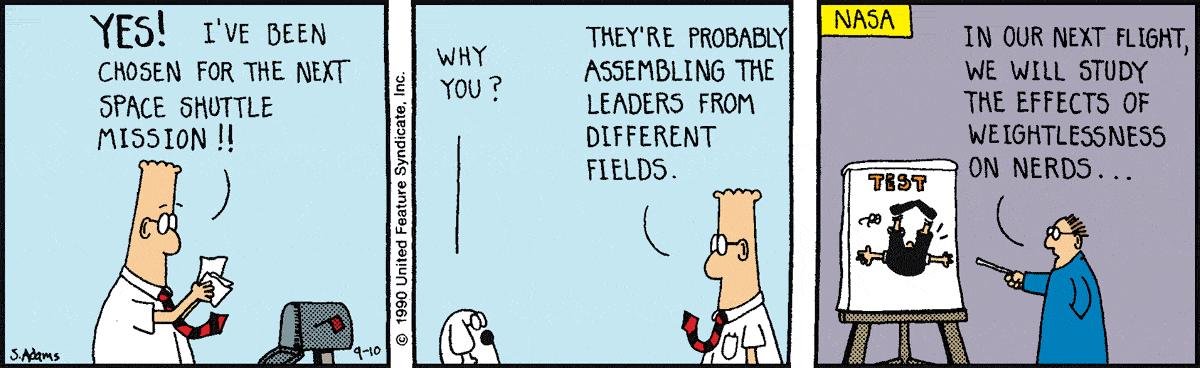 YES! I'VE BEEN
CHOSEN FOR THE NEXT
SPACE SHUTTLE
MISSION!!
S.Adams
9-10
© 1990 United Feature Syndicate, Inc.
WHY
YOU?
THEY'RE PROBABLY
ASSEMBLING THE
LEADERS FROM
DIFFERENT
FIELDS.
NASA
IN OUR NEXT FLIGHT,
WE WILL STUDY
THE EFFECTS OF
WEIGHTLESSNESS
ON NERDS...
TEST